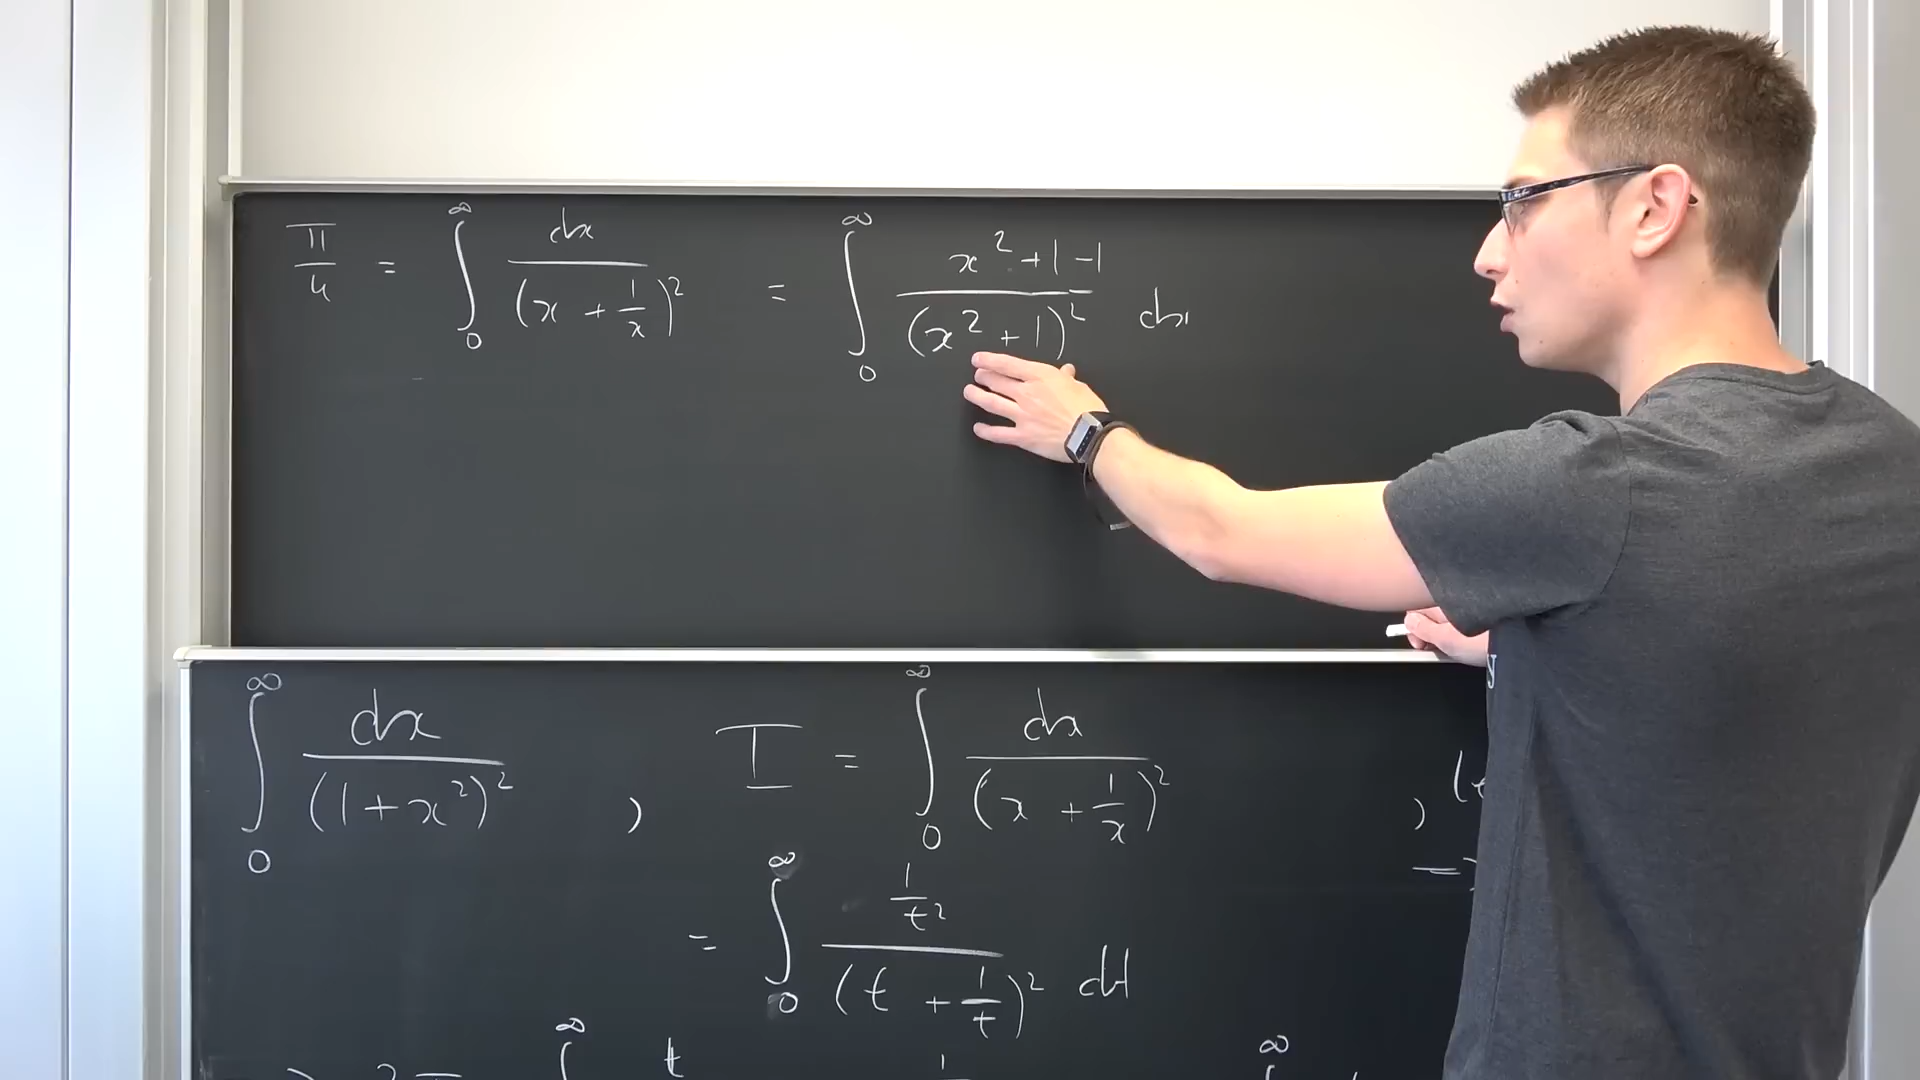 π/4 = ∫₀^∞ dx/(x + 1/x)² = ∫₀^∞ (x² + 1 - 1)/(x² + 1)² dx
∫₀^∞ dx/(1 + x²)² , I = ∫₀^∞ dx/(x + 1/x)² ,
= ∫₀^∞ (1/t²)/(t + 1/t)² dt